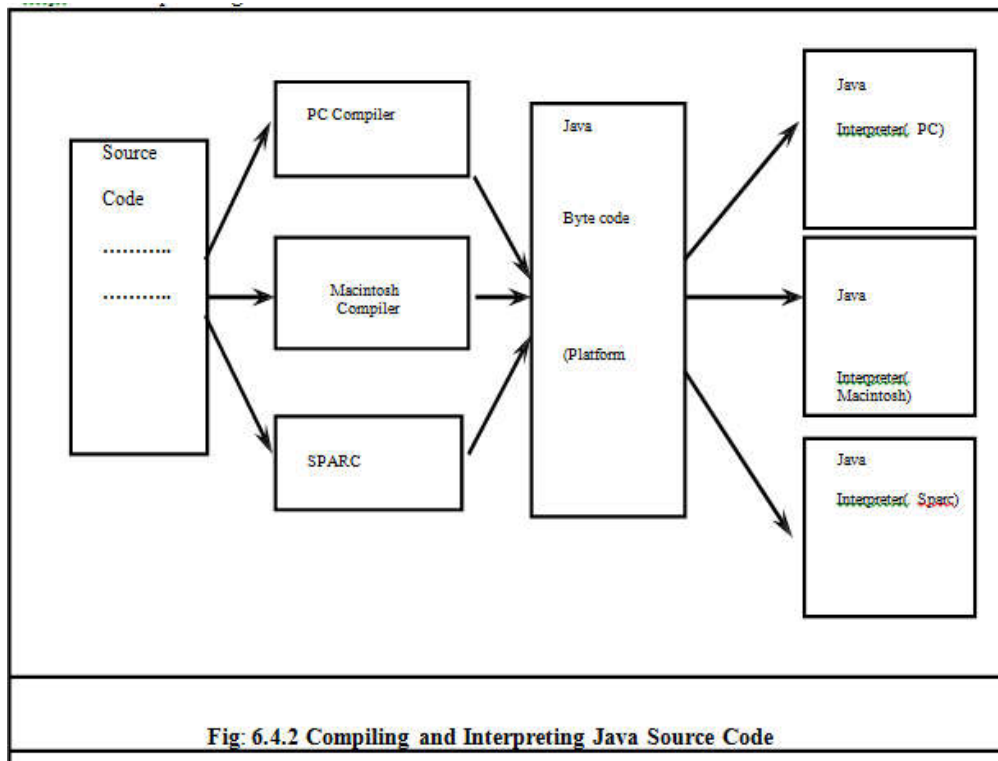 Source
Code
………..
………..
PC Compiler
Macintosh
Compiler
SPARC
Java
Byte code
(Platform
Java
Interpreter( PC)
Java
Interpreter(
Macintosh)
Java
Interpreter( Sparc)
Fig: 6.4.2 Compiling and Interpreting Java Source Code